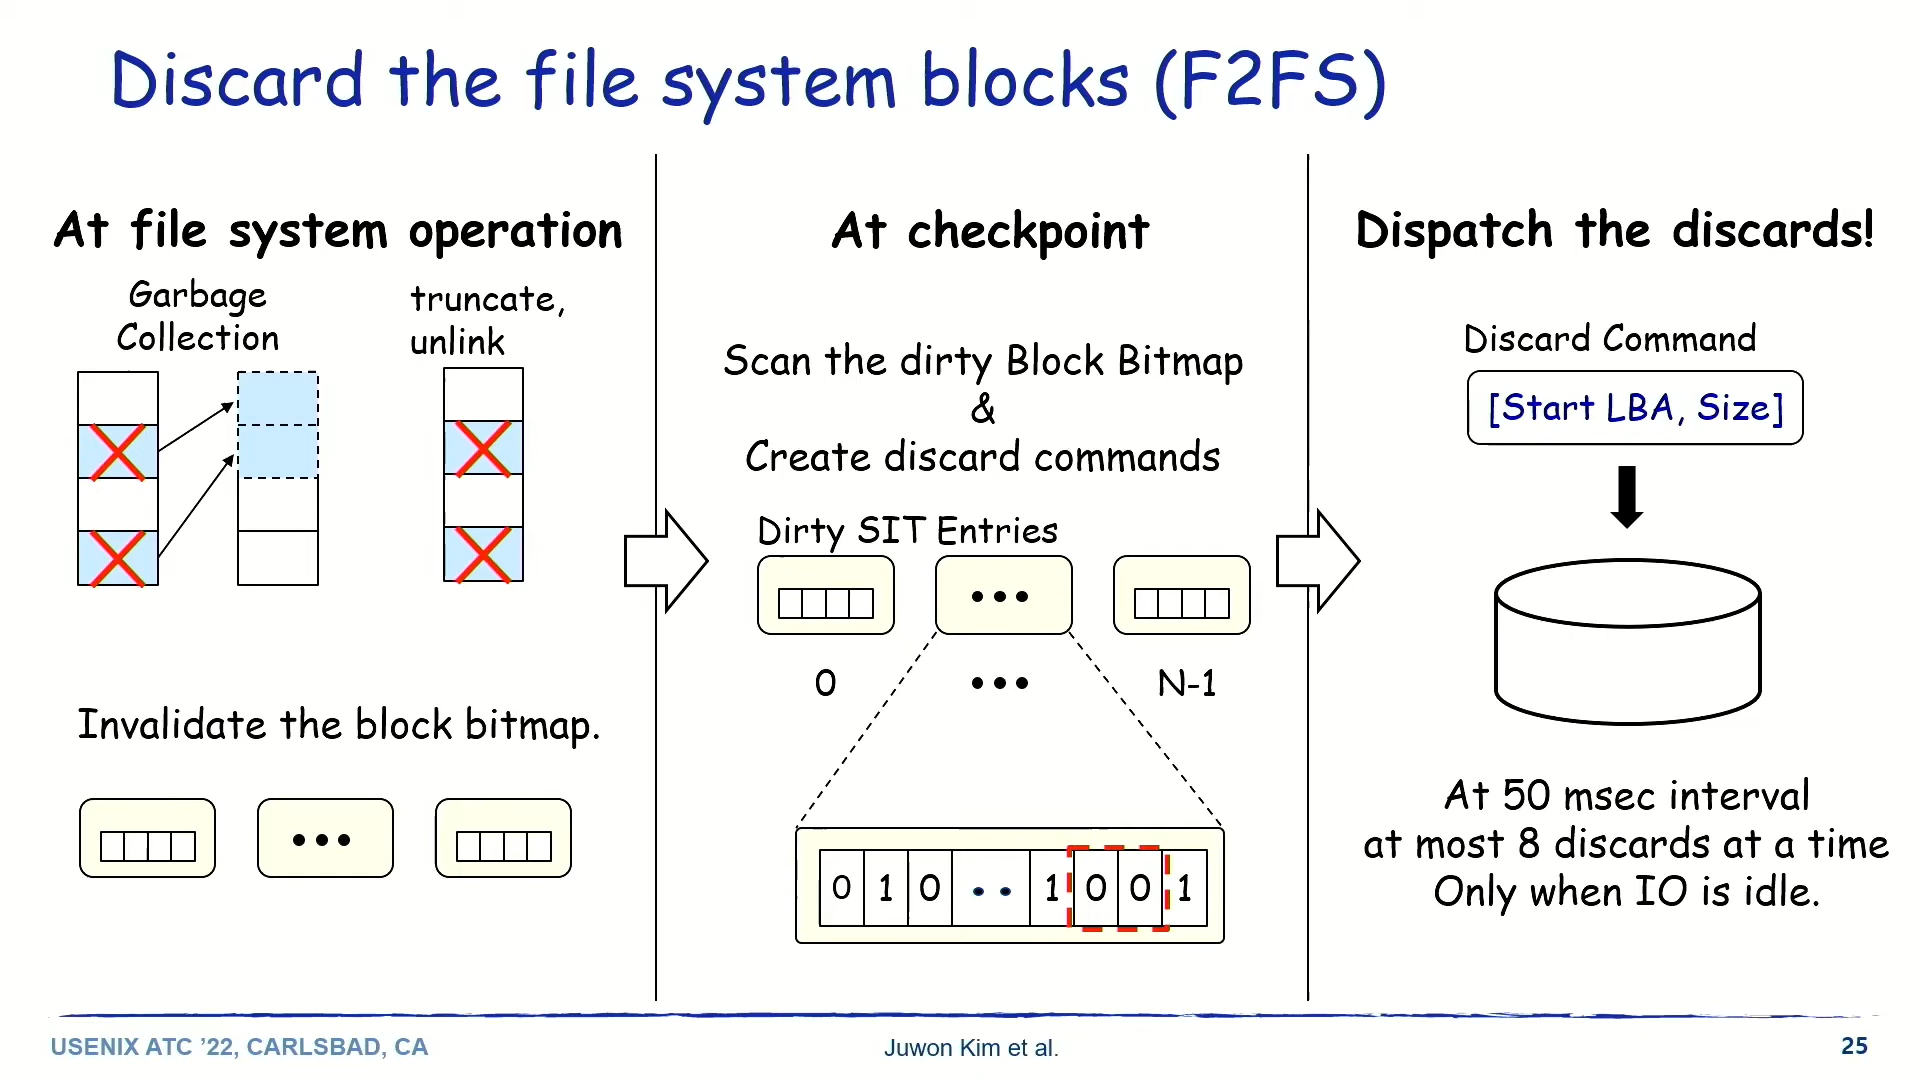 Discard the file system blocks (F2FS)
At file system operation
Garbage
Collection
truncate,
unlink
Invalidate the block bitmap.
At checkpoint
Scan the dirty Block Bitmap
&
Create discard commands
Dirty SIT Entries
0 ... N-1
0 1 0 .. 1 0 0 1
Dispatch the discards!
Discard Command
[Start LBA, Size]
At 50 msec interval
at most 8 discards at a time
Only when IO is idle.
USENIX ATC ’22, CARLSBAD, CA
Juwon Kim et al.
25